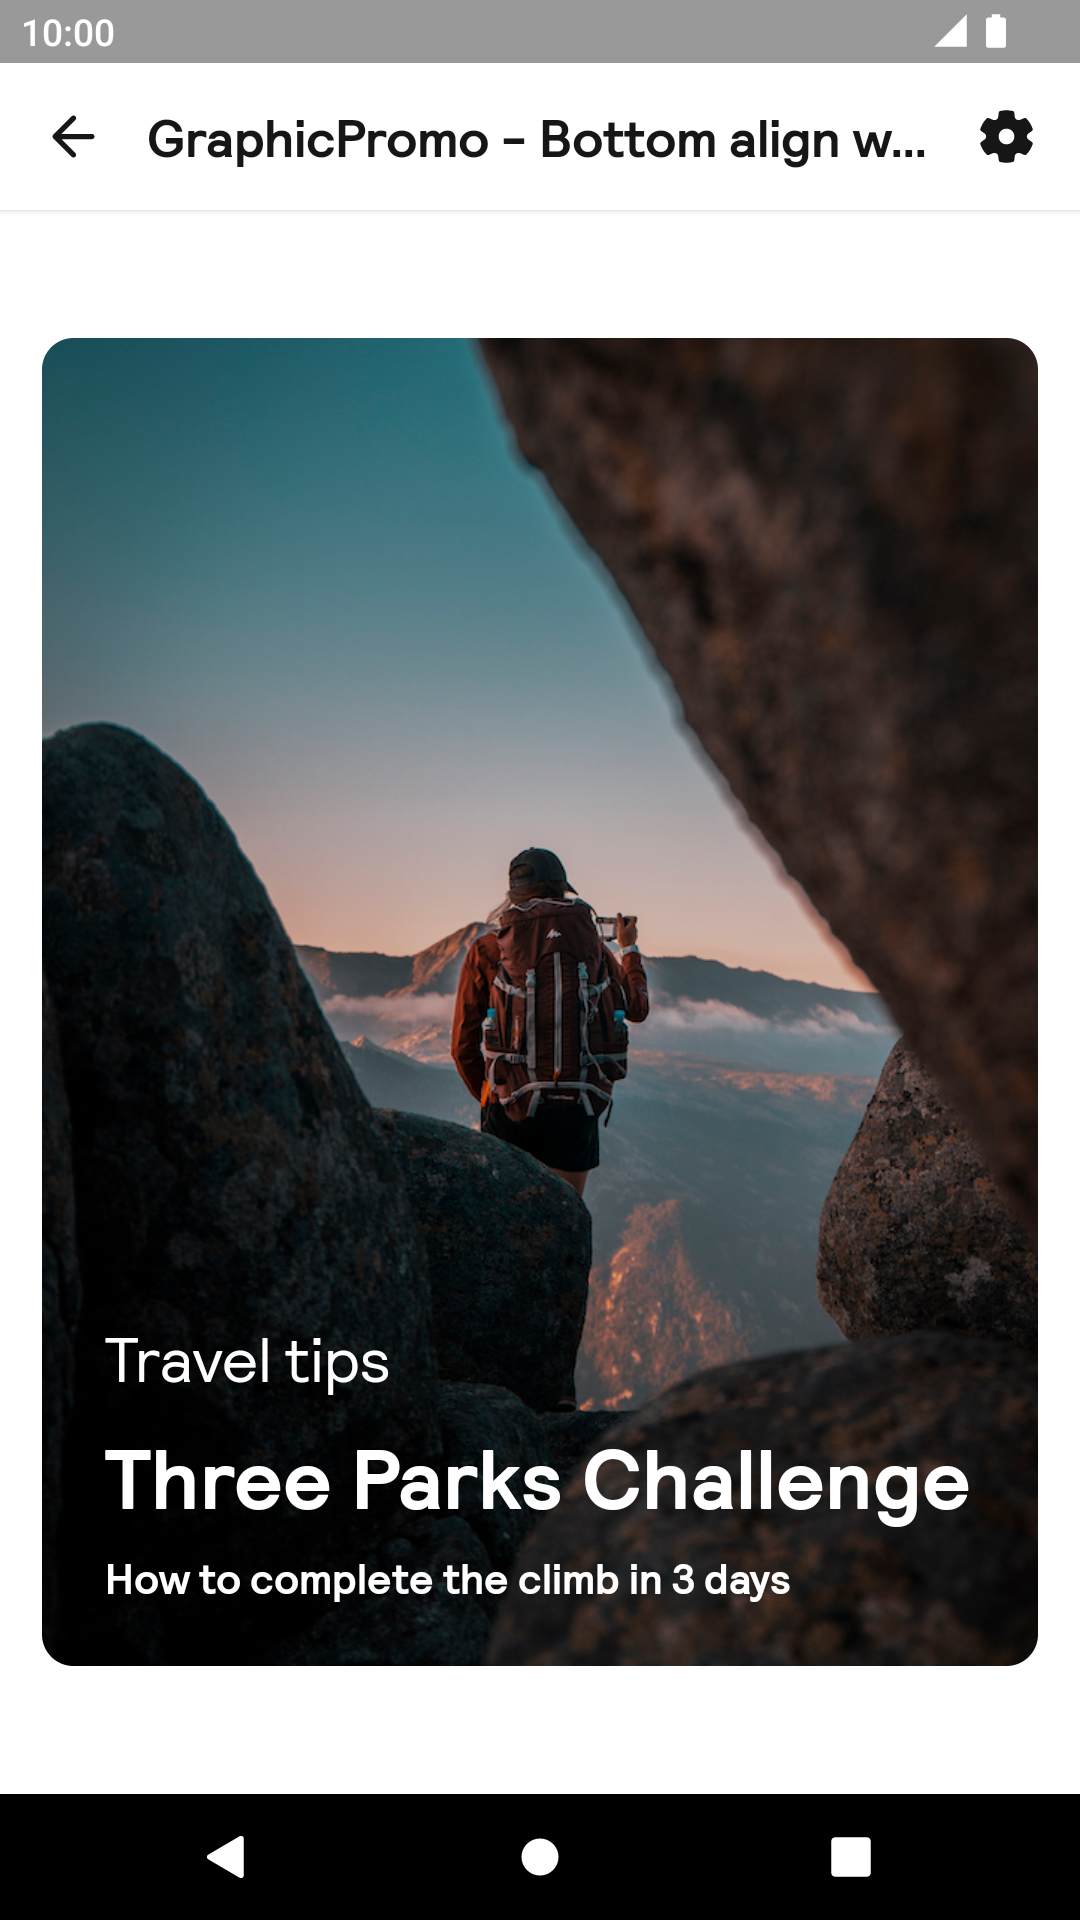 10:00
GraphicPromo - Bottom align w...
Travel tips
Three Parks Challenge
How to complete the climb in 3 days